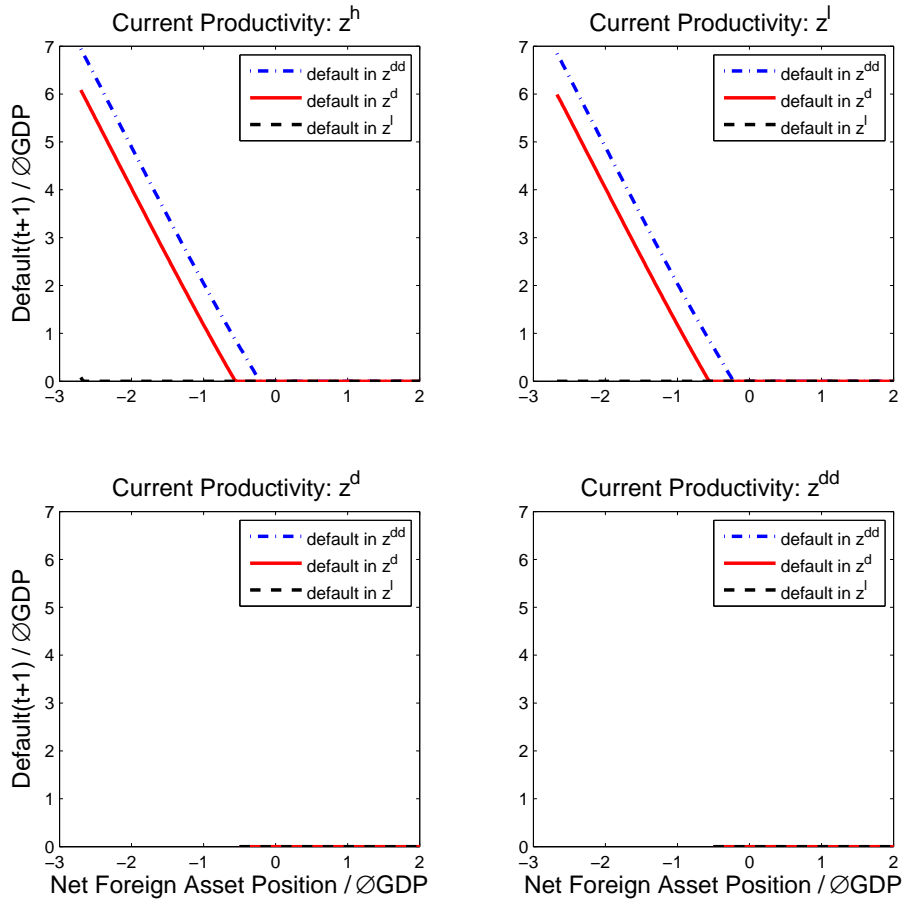 Current Productivity: z^h
Current Productivity: z^l
7
6
5
4
3
2
1
0
Default(t+1) / ∅GDP
default in z^dd
default in z^d
default in z^l
−3
−2
−1
0
1
2
7
6
5
4
3
2
1
0
default in z^dd
default in z^d
default in z^l
−3
−2
−1
0
1
2
Current Productivity: z^d
Current Productivity: z^dd
7
6
5
4
3
2
1
0
Default(t+1) / ∅GDP
default in z^dd
default in z^d
default in z^l
−3
−2
−1
0
1
2
Net Foreign Asset Position / ∅GDP
7
6
5
4
3
2
1
0
default in z^dd
default in z^d
default in z^l
−3
−2
−1
0
1
2
Net Foreign Asset Position / ∅GDP